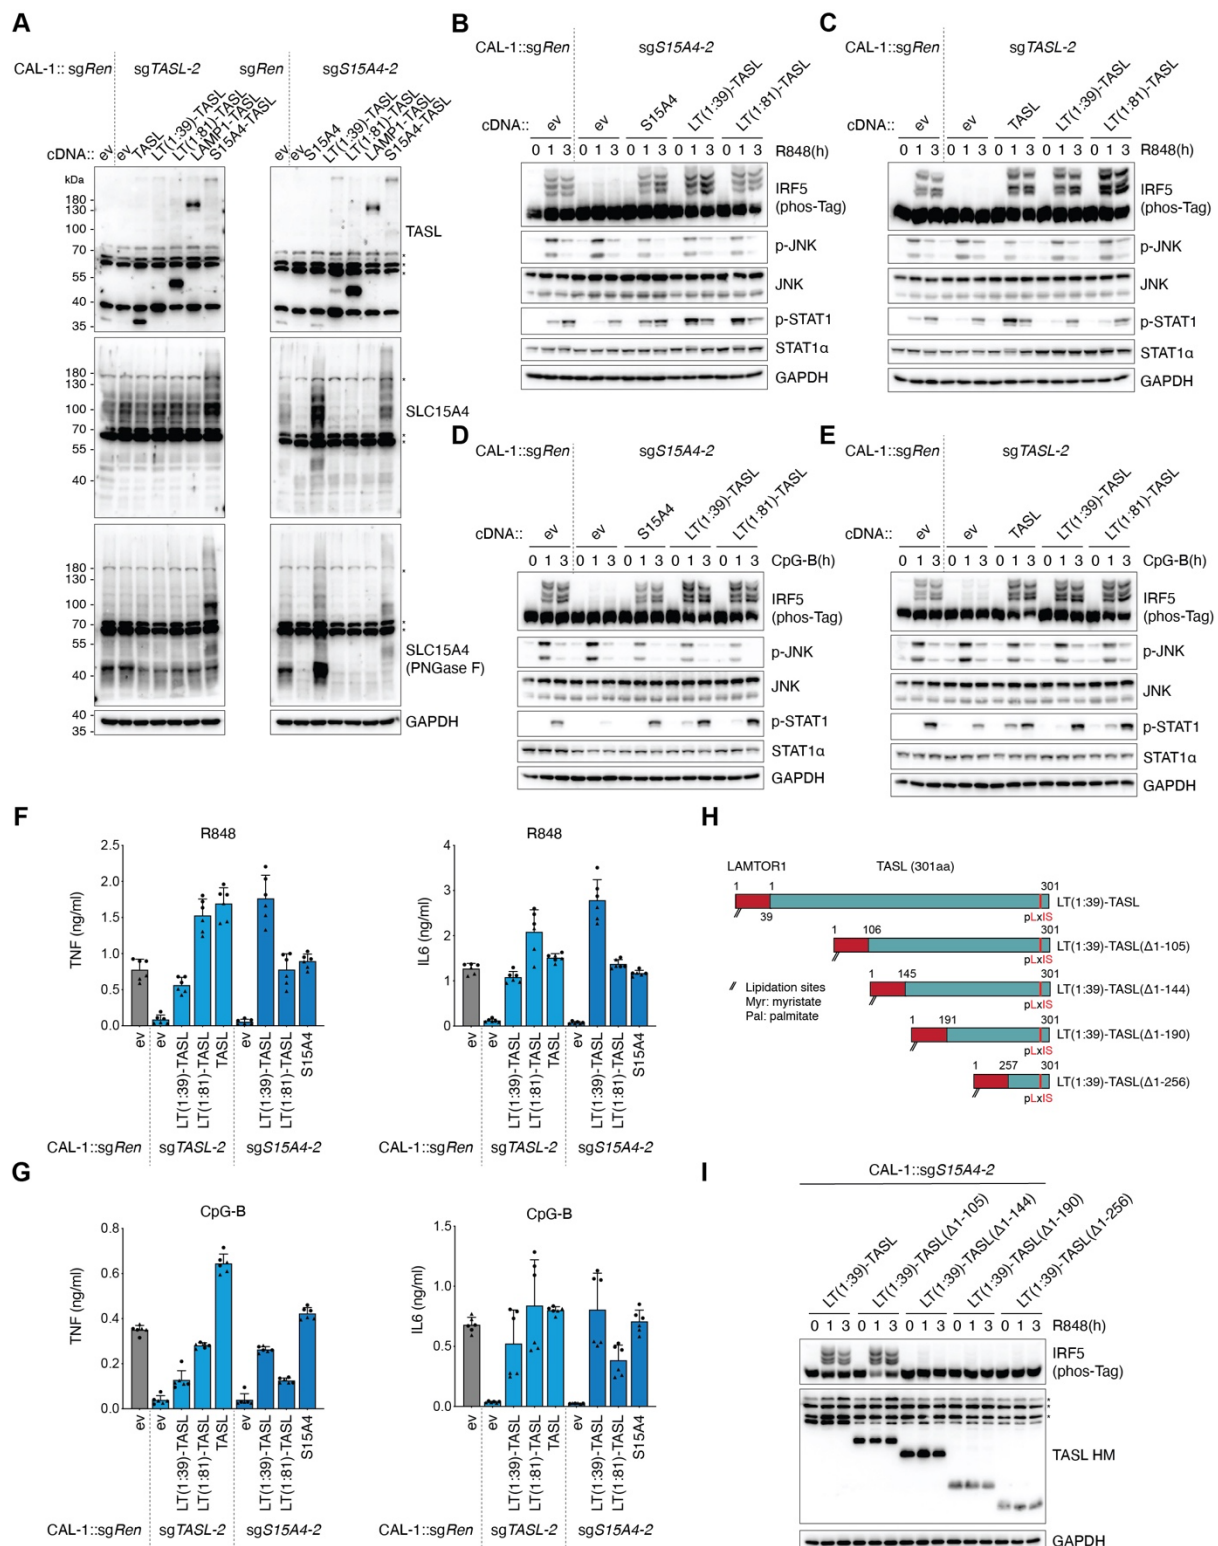 A
CAL-1:: sgRen
sgTASL-2
sgRen
sgS15A4-2
cDNA::
ev
ev
TASL
LT(1:39)-TASL
LT(1:81)-TASL
LAMP1-TASL
S15A4-TASL
ev
ev
S15A4
LT(1:39)-TASL
LT(1:81)-TASL
LAMP1-TASL
S15A4-TASL
kDa
180
130
100
70
55
40
35
TASL
*
*
*
180
130
100
70
55
40
SLC15A4
*
*
*
180
100
70
55
40
SLC15A4
(PNGase F)
*
*
*
40
35
GAPDH
B
CAL-1::sgRen
sgS15A4-2
cDNA::
ev
ev
S15A4
LT(1:39)-TASL
LT(1:81)-TASL
0 1 3 0 1 3 0 1 3 0 1 3 0 1 3 R848(h)
IRF5
(phos-Tag)
p-JNK
JNK
p-STAT1
STAT1α
GAPDH
C
CAL-1::sgRen
sgTASL-2
cDNA::
ev
ev
TASL
LT(1:39)-TASL
LT(1:81)-TASL
0 1 3 0 1 3 0 1 3 0 1 3 0 1 3 R848(h)
IRF5
(phos-Tag)
p-JNK
JNK
p-STAT1
STAT1α
GAPDH
D
CAL-1::sgRen
sgS15A4-2
cDNA::
ev
ev
S15A4
LT(1:39)-TASL
LT(1:81)-TASL
0 1 3 0 1 3 0 1 3 0 1 3 0 1 3 CpG-B(h)
IRF5
(phos-Tag)
p-JNK
JNK
p-STAT1
STAT1α
GAPDH
E
CAL-1::sgRen
sgTASL-2
cDNA::
ev
ev
TASL
LT(1:39)-TASL
LT(1:81)-TASL
0 1 3 0 1 3 0 1 3 0 1 3 0 1 3 CpG-B(h)
IRF5
(phos-Tag)
p-JNK
JNK
p-STAT1
STAT1α
GAPDH
F
R848
TNF (ng/ml)
2.5
2.0
1.5
1.0
0.5
0.0
ev
ev
LT(1:39)-TASL
LT(1:81)-TASL
TASL
ev
LT(1:39)-TASL
LT(1:81)-TASL
S15A4
CAL-1::sgRen
sgTASL-2
sgS15A4-2
R848
IL6 (ng/ml)
4
3
2
1
0
ev
ev
LT(1:39)-TASL
LT(1:81)-TASL
TASL
ev
LT(1:39)-TASL
LT(1:81)-TASL
S15A4
CAL-1::sgRen
sgTASL-2
sgS15A4-2
G
CpG-B
TNF (ng/ml)
0.8
0.6
0.4
0.2
0.0
ev
ev
LT(1:39)-TASL
LT(1:81)-TASL
TASL
ev
LT(1:39)-TASL
LT(1:81)-TASL
S15A4
CAL-1::sgRen
sgTASL-2
sgS15A4-2
CpG-B
IL6 (ng/ml)
1.5
1.0
0.5
0.0
ev
ev
LT(1:39)-TASL
LT(1:81)-TASL
TASL
ev
LT(1:39)-TASL
LT(1:81)-TASL
S15A4
CAL-1::sgRen
sgTASL-2
sgS15A4-2
H
LAMTOR1 TASL (301aa)
1 1 301
LT(1:39)-TASL
39 pLxIS
1 106 301
LT(1:39)-TASL(Δ1-105)
pLxIS
1 145 301
LT(1:39)-TASL(Δ1-144)
pLxIS
1 191 301
LT(1:39)-TASL(Δ1-190)
pLxIS
1 257 301
LT(1:39)-TASL(Δ1-256)
pLxIS
// Lipidation sites
Myr: myristate
Pal: palmitate
I
CAL-1::sgS15A4-2
LT(1:39)-TASL
LT(1:39)-TASL(Δ1-105)
LT(1:39)-TASL(Δ1-144)
LT(1:39)-TASL(Δ1-190)
LT(1:39)-TASL(Δ1-256)
0 1 3 0 1 3 0 1 3 0 1 3 0 1 3 R848(h)
IRF5
(phos-Tag)
*
*
*
TASL HM
GAPDH